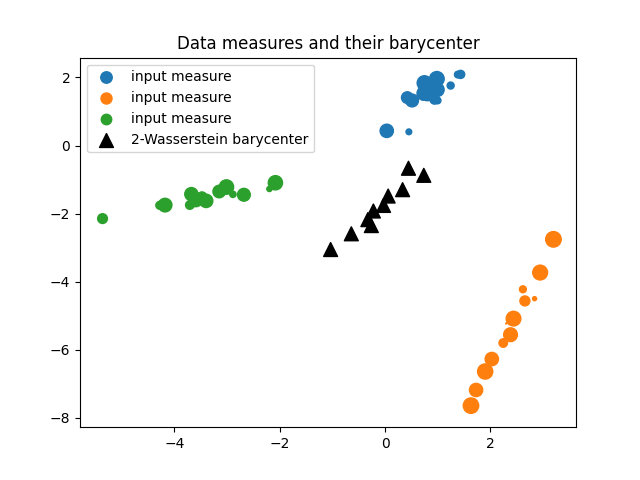 Data measures and their barycenter
input measure
input measure
input measure
2-Wasserstein barycenter
2
0
−2
−4
−6
−8
−4 −2 0 2